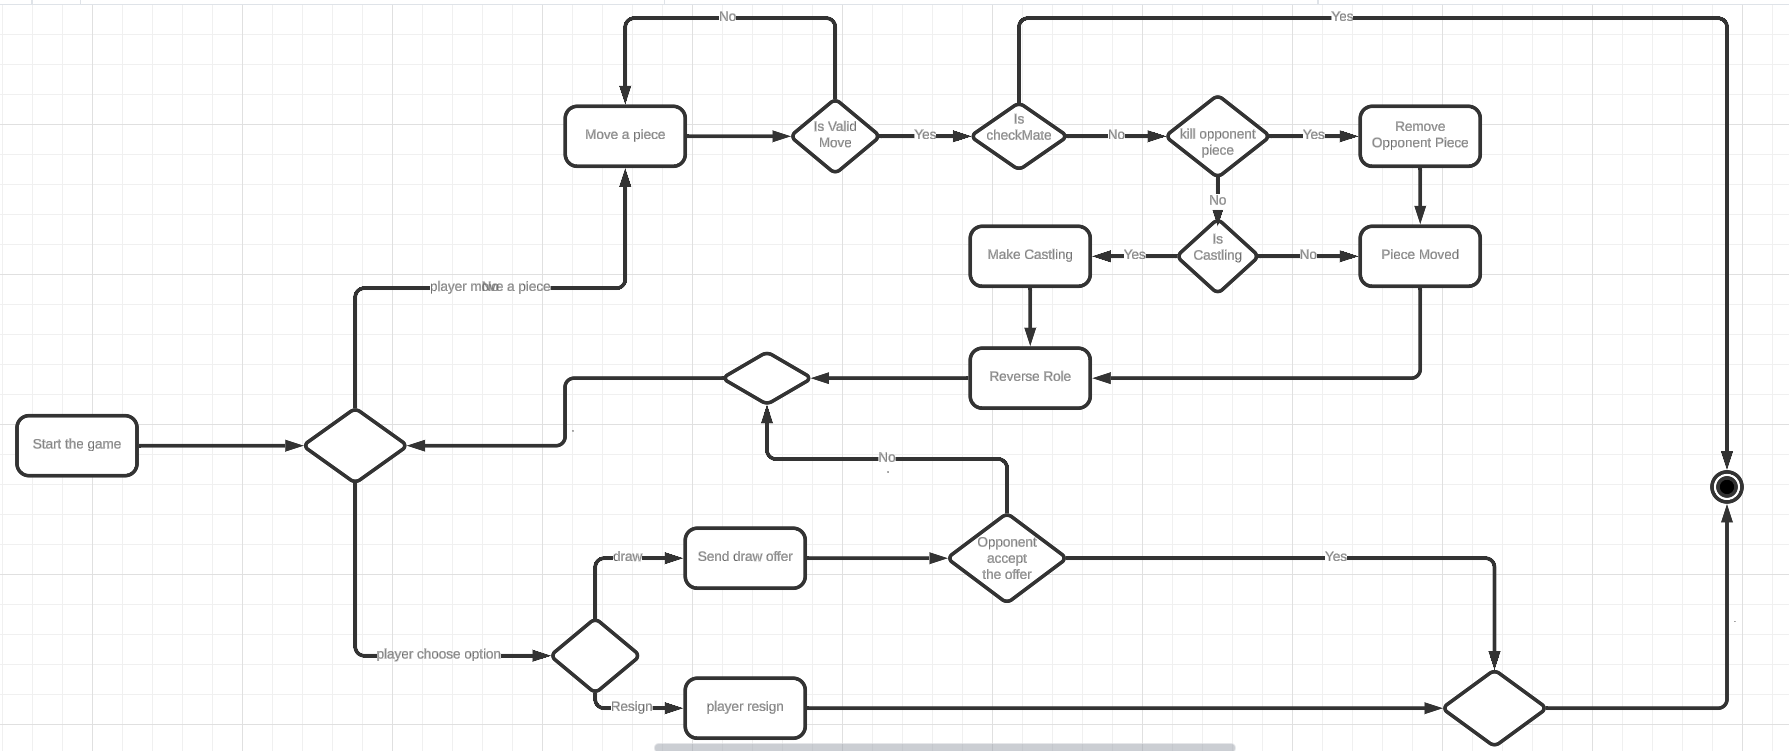 No
Yes
Move a piece
Is Valid
Move
Yes
Is
checkMate
No
kill opponent
piece
Yes
Remove
Opponent Piece
No
Make Castling
Yes
Is
Castling
No
Piece Moved
player move a piece
No
Reverse Role
Start the game
No
draw
Send draw offer
Opponent
accept
the offer
Yes
player choose option
Resign
player resign